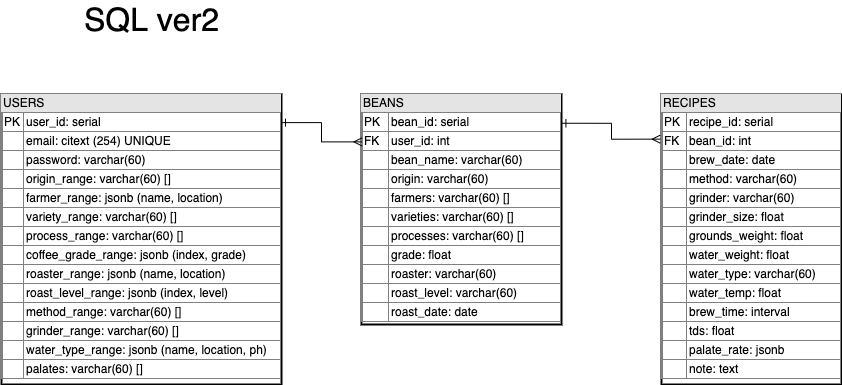 SQL ver2
USERS
PK user_id: serial
email: citext (254) UNIQUE
password: varchar(60)
origin_range: varchar(60) []
farmer_range: jsonb (name, location)
variety_range: varchar(60) []
process_range: varchar(60) []
coffee_grade_range: jsonb (index, grade)
roaster_range: jsonb (name, location)
roast_level_range: jsonb (index, level)
method_range: varchar(60) []
grinder_range: varchar(60) []
water_type_range: jsonb (name, location, ph)
palates: varchar(60) []
BEANS
PK bean_id: serial
FK user_id: int
bean_name: varchar(60)
origin: varchar(60)
farmers: varchar(60) []
varieties: varchar(60) []
processes: varchar(60) []
grade: float
roaster: varchar(60)
roast_level: varchar(60)
roast_date: date
RECIPES
PK recipe_id: serial
FK bean_id: int
brew_date: date
method: varchar(60)
grinder: varchar(60)
grinder_size: float
grounds_weight: float
water_weight: float
water_type: varchar(60)
water_temp: float
brew_time: interval
tds: float
palate_rate: jsonb
note: text